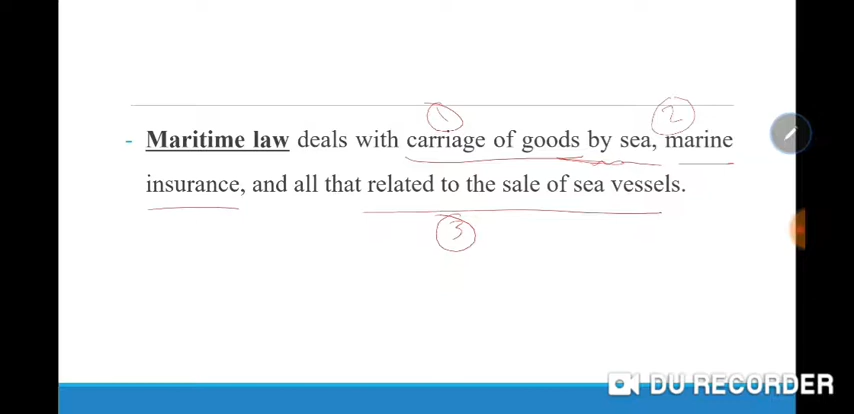 1
2
- Maritime law deals with carriage of goods by sea, marine
insurance, and all that related to the sale of sea vessels.
3
DU RECORDER